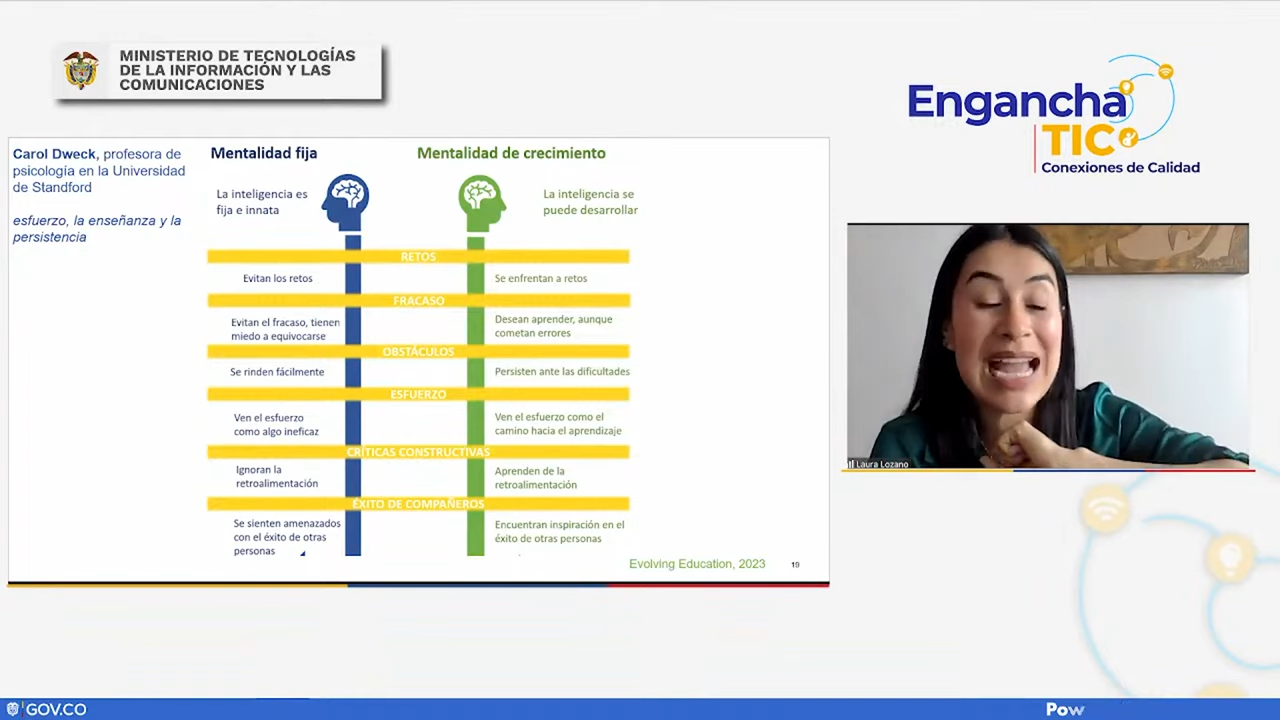 MINISTERIO DE TECNOLOGÍAS
DE LA INFORMACIÓN Y LAS
COMUNICACIONES
Engancha
TIC
Conexiones de Calidad
Carol Dweck, profesora de
psicología en la Universidad
de Standford
esfuerzo, la enseñanza y la
persistencia
Mentalidad fija
Mentalidad de crecimiento
La inteligencia es
fija e innata
La inteligencia se
puede desarrollar
RETOS
Evitan los retos
Se enfrentan a retos
FRACASO
Evitan el fracaso, tienen
miedo a equivocarse
Desean aprender, aunque
cometan errores
OBSTÁCULOS
Se rinden fácilmente
Persisten ante las dificultades
ESFUERZO
Ven el esfuerzo
como algo ineficaz
Ven el esfuerzo como el
camino hacia el aprendizaje
CRÍTICAS CONSTRUCTIVAS
Ignoran la
retroalimentación
Aprenden de la
retroalimentación
ÉXITO DE COMPAÑEROS
Se sienten amenazados
con el éxito de otras
personas
Encuentran inspiración en el
éxito de otras personas
Evolving Education, 2023
19
Laura Lozano
GOV.CO
Pow